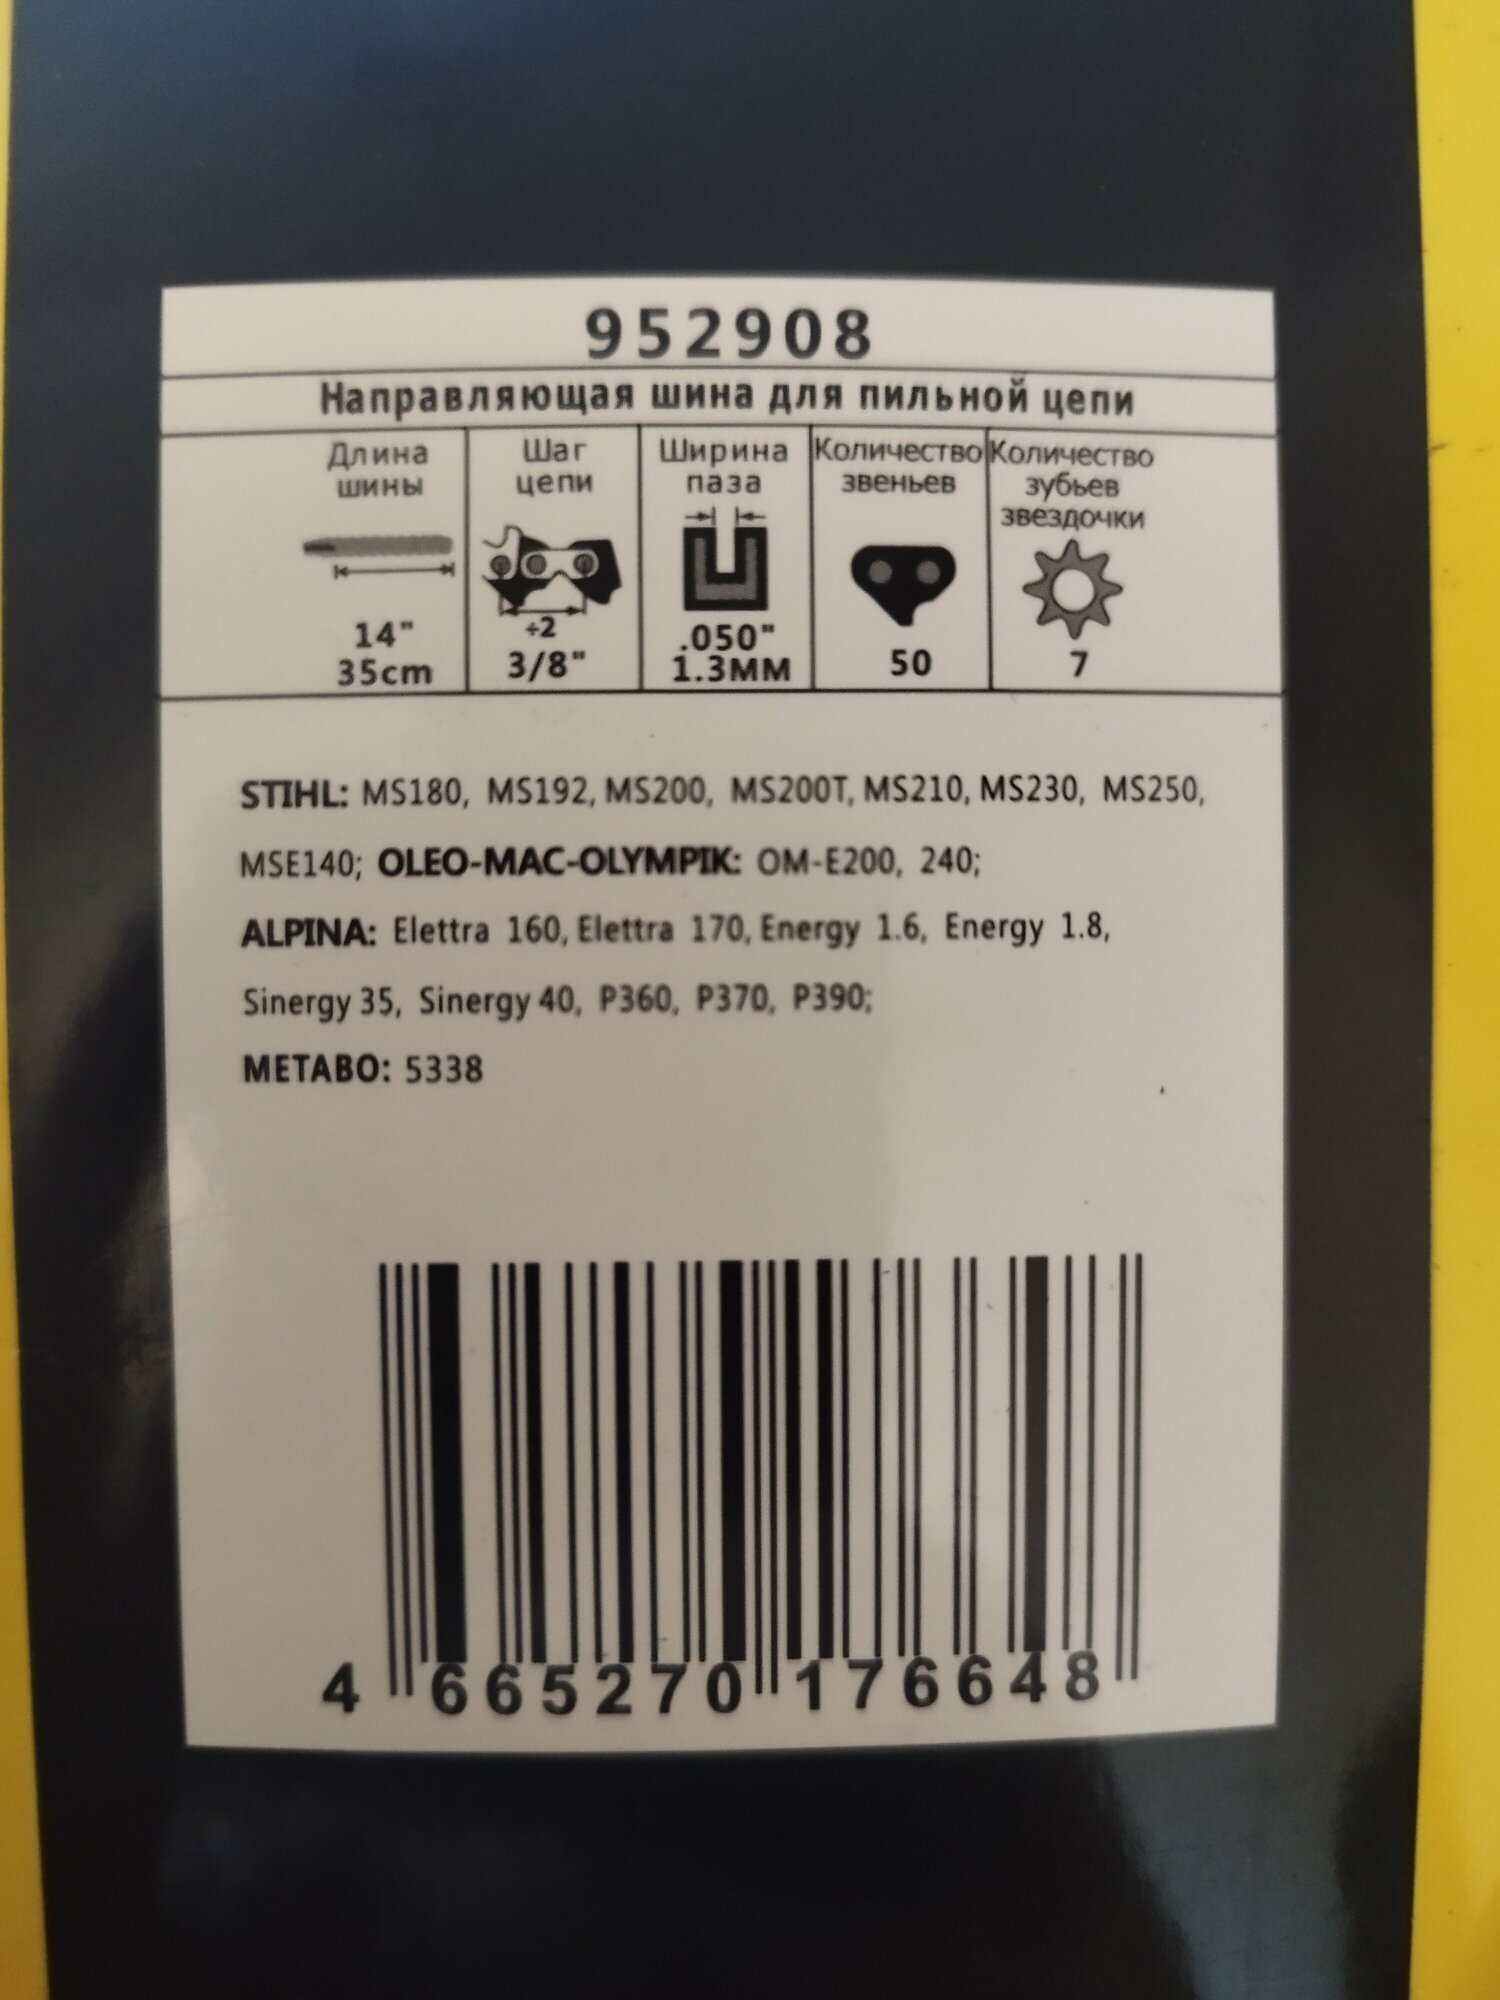 952908
Направляющая шина для пильной цепи
Длина шины
Шаг цепи
Ширина паза
Количество звеньев
Количество зубьев звездочки
÷2
14"
35cm
3/8"
.050"
1.3мм
50
7
STIHL: MS180, MS192, MS200, MS200T, MS210, MS230, MS250,
MSE140; OLEO-MAC-OLYMPIK: OM-E200, 240;
ALPINA: Elettra 160, Elettra 170, Energy 1.6, Energy 1.8,
Sinergy 35, Sinergy 40, P360, P370, P390;
METABO: 5338
4 665270 176648